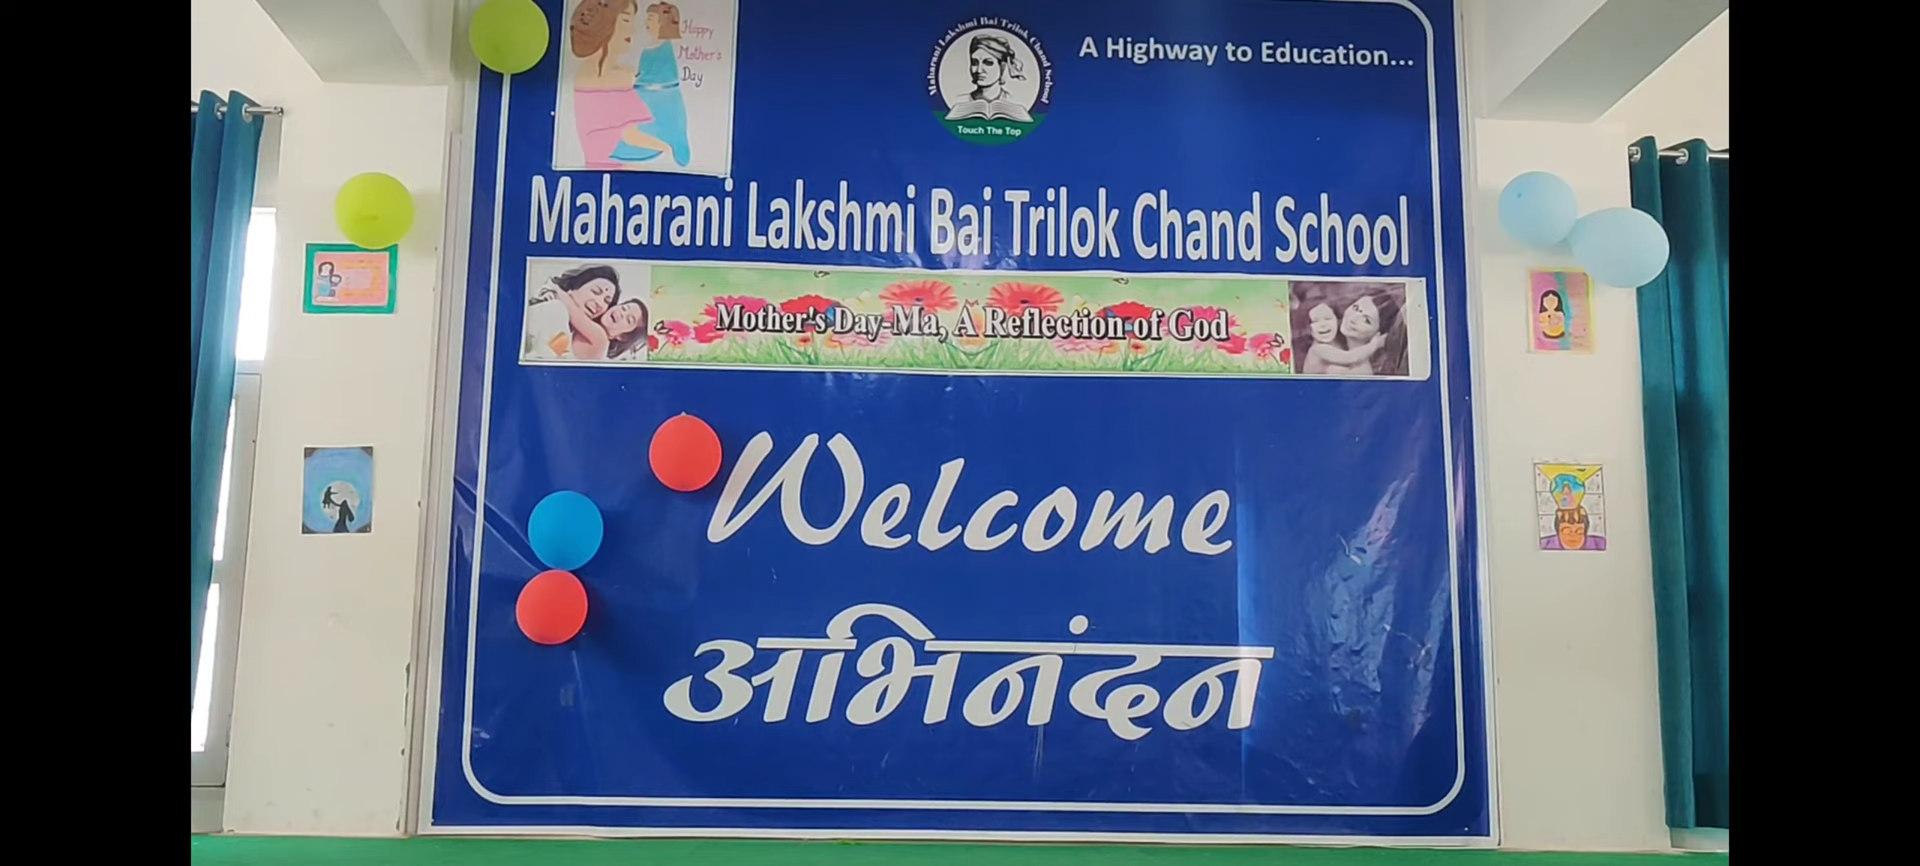 Happy
Mother's
Day
Maharani Lakshmi Bai Trilok Chand School
Touch The Top
A Highway to Education...
Maharani Lakshmi Bai Trilok Chand School
Mother's Day-Ma, A Reflection of God
Welcome
अभिनंदन